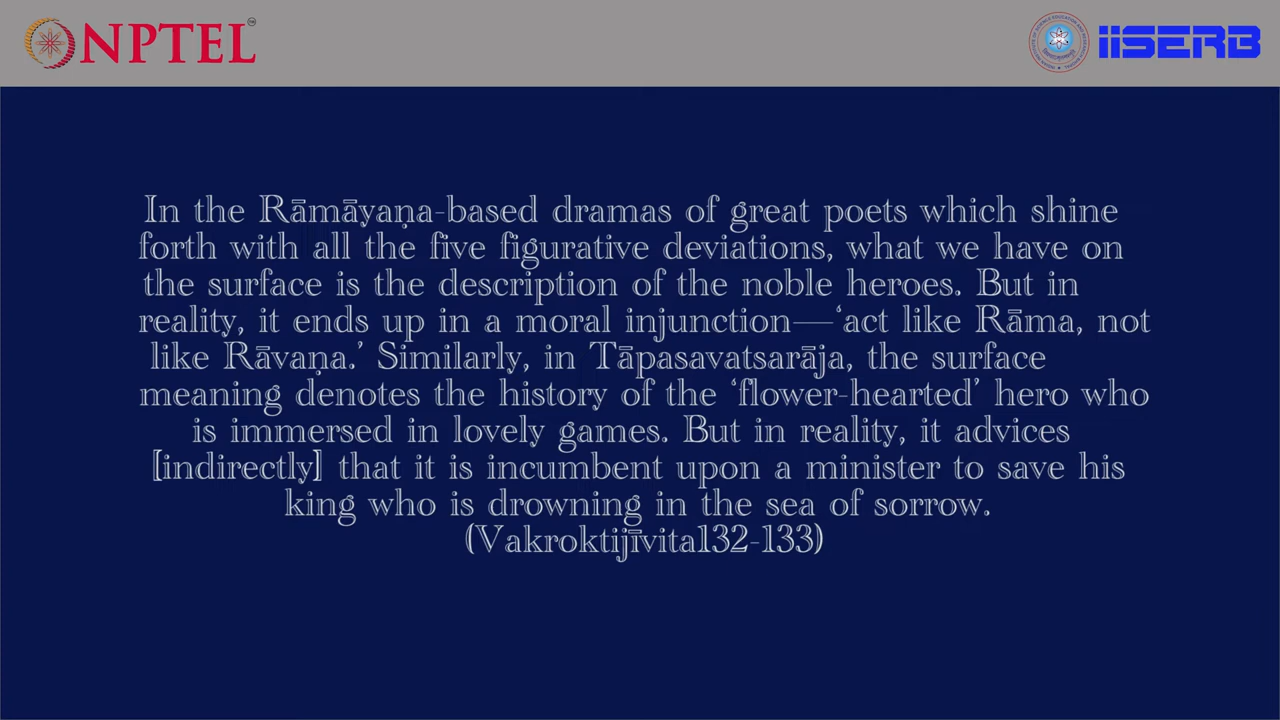 NPTEL
iiSERB
In the Rāmāyaṇa-based dramas of great poets which shine
forth with all the five figurative deviations, what we have on
the surface is the description of the noble heroes. But in
reality, it ends up in a moral injunction—‘act like Rāma, not
like Rāvaṇa.’ Similarly, in Tāpasavatsarāja, the surface
meaning denotes the history of the ‘flower-hearted’ hero who
is immersed in lovely games. But in reality, it advices
[indirectly] that it is incumbent upon a minister to save his
king who is drowning in the sea of sorrow.
(Vakroktijīvita132-133)